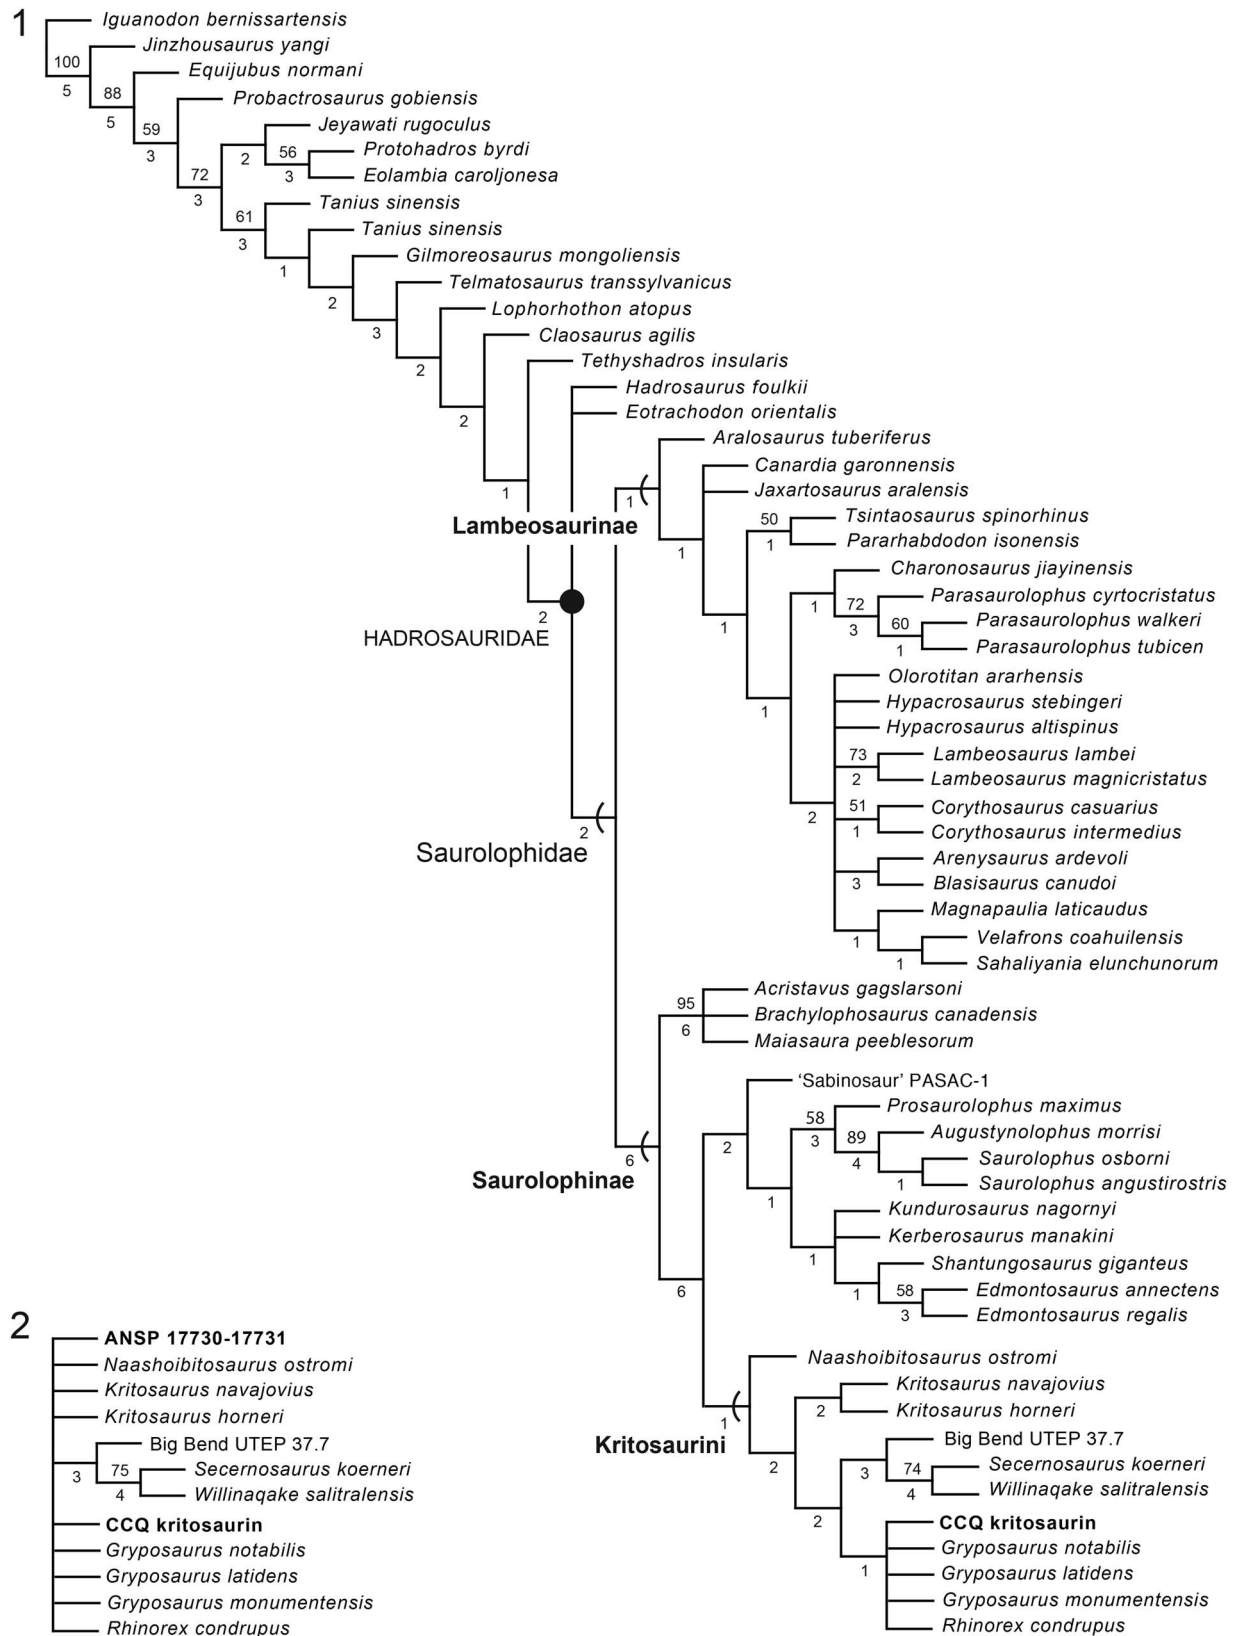 1
Iguanodon bernissartensis
Jinzhousaurus yangi
100
5
Equijubus normani
88
5
Probactrosaurus gobiensis
59
3
Jeyawati rugoculus
2
Protohadros byrdi
56
3
Eolambia caroljonesa
72
3
Tanius sinensis
61
3
Tanius sinensis
1
Gilmoreosaurus mongoliensis
2
Telmatosaurus transsylvanicus
3
Lophorhothon atopus
2
Claosaurus agilis
2
Tethyshadros insularis
1
Hadrosaurus foulkii
Eotrachodon orientalis
Aralosaurus tuberiferus
Canardia garonnensis
Jaxartosaurus aralensis
1
Lambeosaurinae
1
Tsintaosaurus spinorhinus
50
1
Pararhabdodon isonensis
1
Charonosaurus jiayinensis
1
Parasaurolophus cyrtocristatus
72
3
Parasaurolophus walkeri
60
1
Parasaurolophus tubicen
2
HADROSAURIDAE
1
Olorotitan ararhensis
Hypacrosaurus stebingeri
Hypacrosaurus altispinus
Lambeosaurus lambei
73
2
Lambeosaurus magnicristatus
2
Corythosaurus casuarius
51
1
Corythosaurus intermedius
Arenysaurus ardevoli
3
Blasisaurus canudoi
Magnapaulia laticaudus
1
Velafrons coahuilensis
1
Sahaliyania elunchunorum
2
Saurolophidae
Acristavus gagslarsoni
95
6
Brachylophosaurus canadensis
Maiasaura peeblesorum
‘Sabinosaur’ PASAC-1
2
Prosaurolophus maximus
58
3
Augustynolophus morrisi
89
4
Saurolophus osborni
1
Saurolophus angustirostris
6
Saurolophinae
1
Kundurosaurus nagornyi
Kerberosaurus manakini
1
Shantungosaurus giganteus
1
Edmontosaurus annectens
58
3
Edmontosaurus regalis
6
Naashoibitosaurus ostromi
1
Kritosaurini
Kritosaurus navajovius
2
Kritosaurus horneri
2
Big Bend UTEP 37.7
3
Secernosaurus koerneri
74
4
Willinaqake salitralensis
2
CCQ kritosaurin
Gryposaurus notabilis
1
Gryposaurus latidens
Gryposaurus monumentensis
Rhinorex condrupus
2
ANSP 17730-17731
Naashoibitosaurus ostromi
Kritosaurus navajovius
Kritosaurus horneri
Big Bend UTEP 37.7
3
Secernosaurus koerneri
75
4
Willinaqake salitralensis
CCQ kritosaurin
Gryposaurus notabilis
Gryposaurus latidens
Gryposaurus monumentensis
Rhinorex condrupus